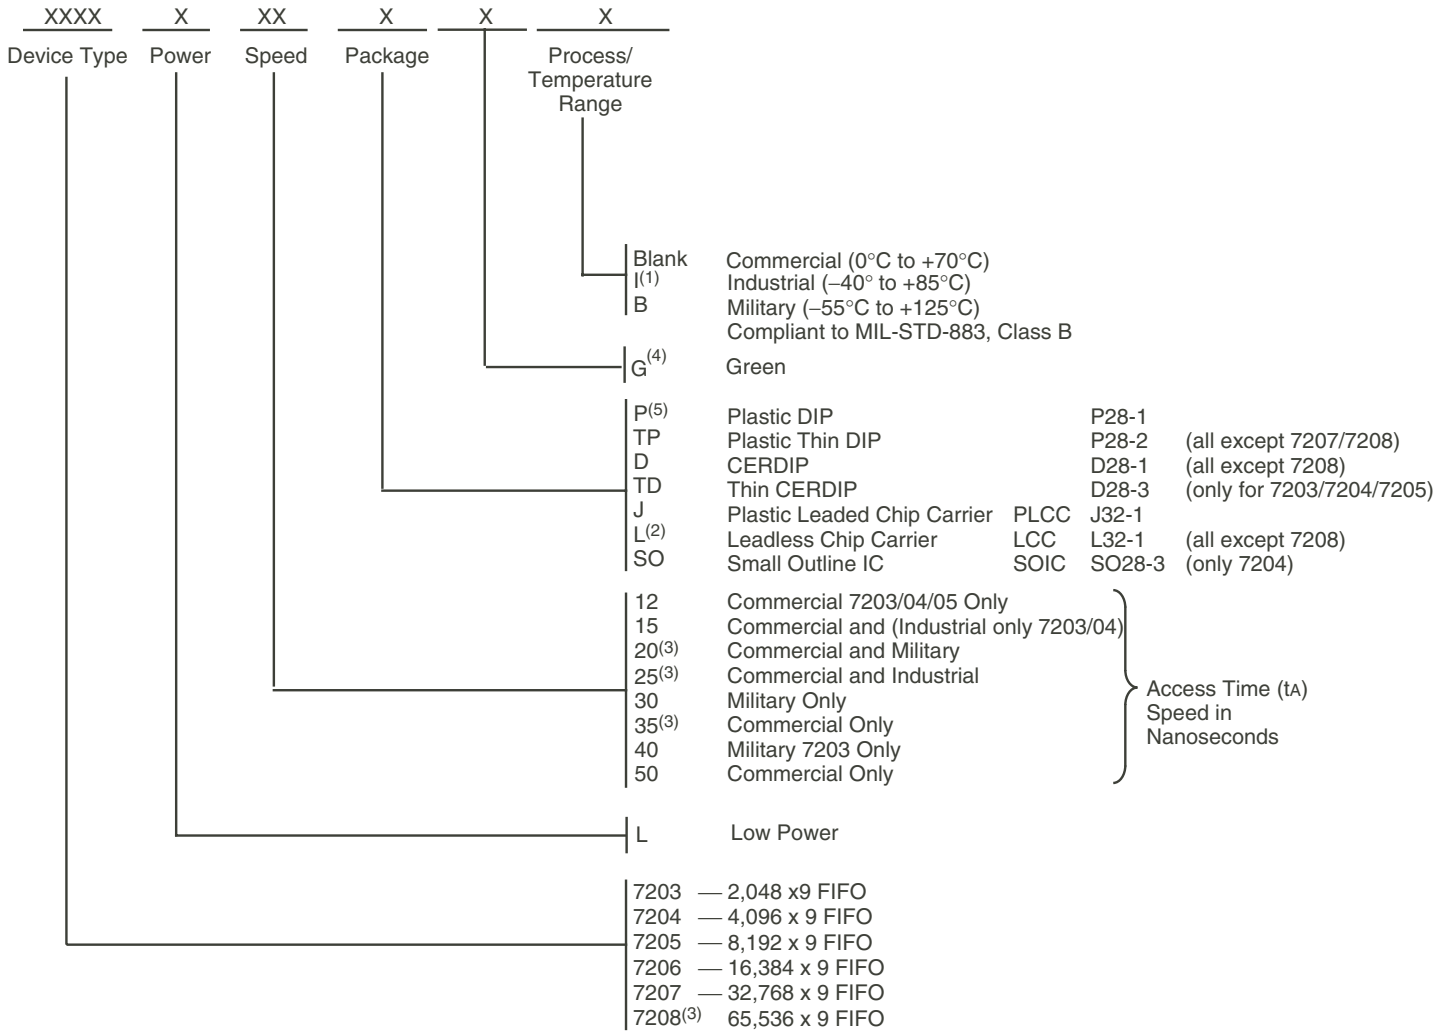 XXXX X XX X X X
Device Type Power Speed Package Process/
Temperature
Range
Blank Commercial (0°C to +70°C)
I(1) Industrial (–40° to +85°C)
B Military (–55°C to +125°C)
Compliant to MIL-STD-883, Class B
G(4) Green
P(5) Plastic DIP P28-1
TP Plastic Thin DIP P28-2 (all except 7207/7208)
D CERDIP D28-1 (all except 7208)
TD Thin CERDIP D28-3 (only for 7203/7204/7205)
J Plastic Leaded Chip Carrier PLCC J32-1
L(2) Leadless Chip Carrier LCC L32-1 (all except 7208)
SO Small Outline IC SOIC SO28-3 (only 7204)
12 Commercial 7203/04/05 Only
15 Commercial and (Industrial only 7203/04)
20(3) Commercial and Military
25(3) Commercial and Industrial
30 Military Only
35(3) Commercial Only
40 Military 7203 Only
50 Commercial Only
Access Time (tA)
Speed in
Nanoseconds
L Low Power
7203 — 2,048 x9 FIFO
7204 — 4,096 x 9 FIFO
7205 — 8,192 x 9 FIFO
7206 — 16,384 x 9 FIFO
7207 — 32,768 x 9 FIFO
7208(3) 65,536 x 9 FIFO